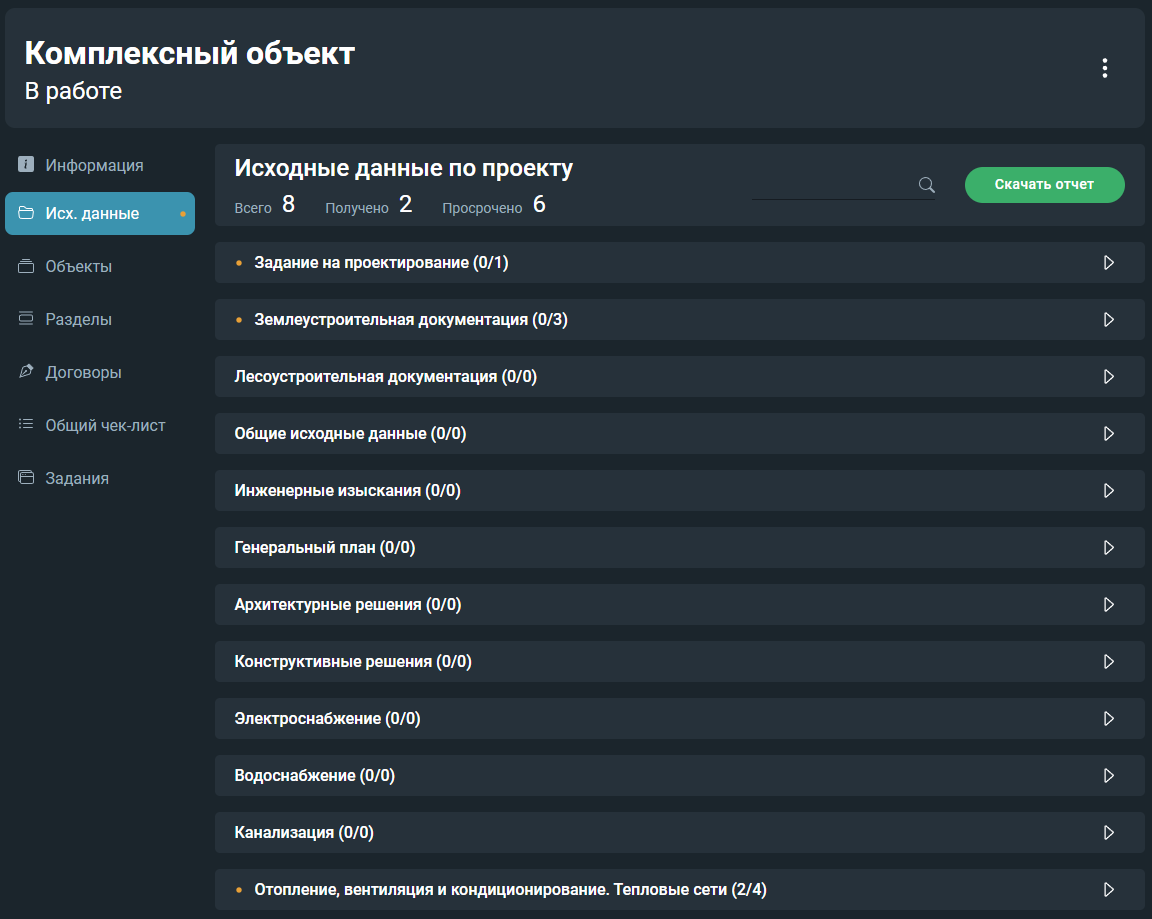 Комплексный объект
В работе
Информация
Исх. данные
Объекты
Разделы
Договоры
Общий чек-лист
Задания
Исходные данные по проекту
Всего 8 Получено 2 Просрочено 6
Скачать отчет
Задание на проектирование (0/1)
Землеустроительная документация (0/3)
Лесоустроительная документация (0/0)
Общие исходные данные (0/0)
Инженерные изыскания (0/0)
Генеральный план (0/0)
Архитектурные решения (0/0)
Конструктивные решения (0/0)
Электроснабжение (0/0)
Водоснабжение (0/0)
Канализация (0/0)
Отопление, вентиляция и кондиционирование. Тепловые сети (2/4)